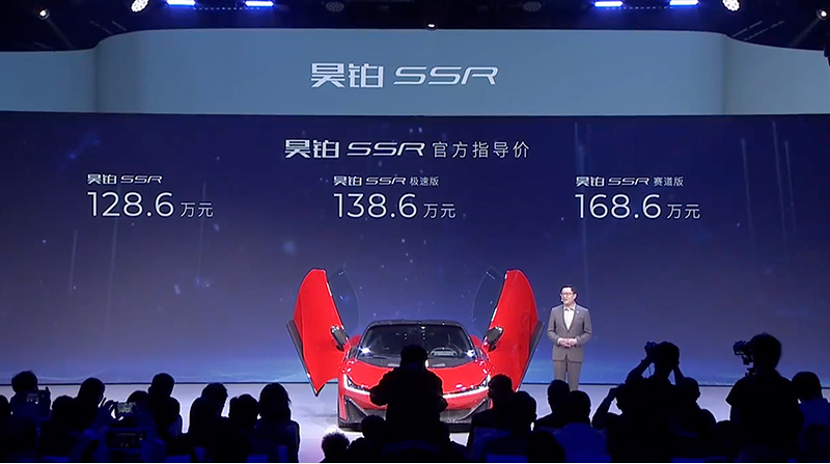 昊铂 SSR
昊铂 SSR 官方指导价
昊铂 SSR
128.6 万元
昊铂 SSR 极速版
138.6 万元
昊铂 SSR 赛道版
168.6 万元